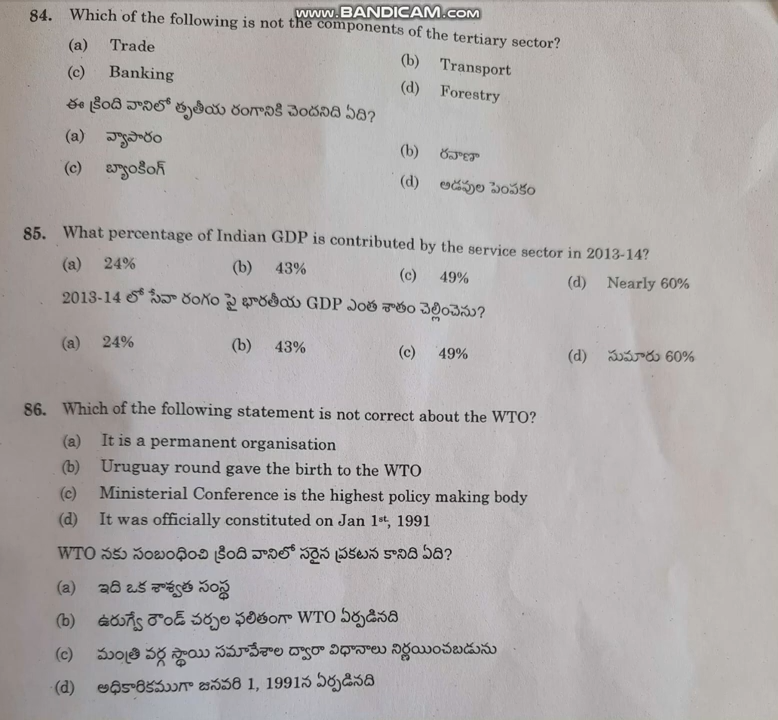 www.BANDICAM.com
84. Which of the following is not the components of the tertiary sector?
(a) Trade (b) Transport
(c) Banking (d) Forestry
ఈ క్రింది వానిలో తృతీయ రంగానికి చెందనిది ఏది?
(a) వ్యాపారం (b) రవాణా
(c) బ్యాంకింగ్ (d) అడవుల పెంపకం
85. What percentage of Indian GDP is contributed by the service sector in 2013-14?
(a) 24% (b) 43% (c) 49% (d) Nearly 60%
2013-14 లో సేవా రంగం పై భారతీయ GDP ఎంత శాతం చెల్లించెను?
(a) 24% (b) 43% (c) 49% (d) సుమారు 60%
86. Which of the following statement is not correct about the WTO?
(a) It is a permanent organisation
(b) Uruguay round gave the birth to the WTO
(c) Ministerial Conference is the highest policy making body
(d) It was officially constituted on Jan 1st, 1991
WTO నకు సంబంధించి క్రింది వానిలో సరైన ప్రకటన కానిది ఏది?
(a) ఇది ఒక శాశ్వత సంస్థ
(b) ఉరుగ్వే రౌండ్ చర్చల ఫలితంగా WTO ఏర్పడినది
(c) మంత్రి వర్గ స్థాయి సమావేశాల ద్వారా విధానాలు నిర్ణయించబడును
(d) అధికారికముగా జనవరి 1, 1991న ఏర్పడినది